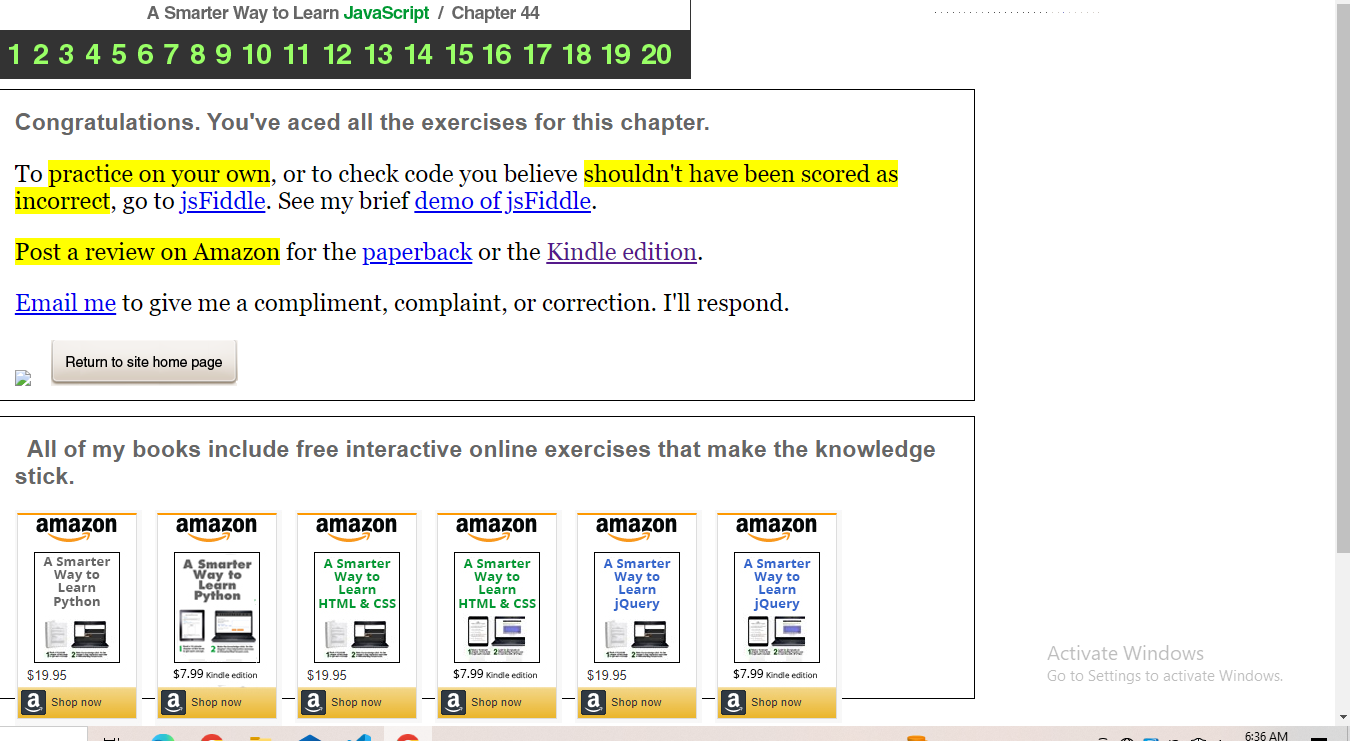 A Smarter Way to Learn JavaScript / Chapter 44
1 2 3 4 5 6 7 8 9 10 11 12 13 14 15 16 17 18 19 20
Congratulations. You've aced all the exercises for this chapter.
To practice on your own, or to check code you believe shouldn't have been scored as
incorrect, go to jsFiddle. See my brief demo of jsFiddle.
Post a review on Amazon for the paperback or the Kindle edition.
Email me to give me a compliment, complaint, or correction. I'll respond.
Return to site home page
All of my books include free interactive online exercises that make the knowledge
stick.
amazon
A Smarter
Way to
Learn
Python
$19.95
Shop now
amazon
A Smarter
Way to
Learn
Python
$7.99 Kindle edition
Shop now
amazon
A Smarter
Way to
Learn
HTML & CSS
$19.95
Shop now
amazon
A Smarter
Way to
Learn
HTML & CSS
$7.99 Kindle edition
Shop now
amazon
A Smarter
Way to
Learn
jQuery
$19.95
Shop now
amazon
A Smarter
Way to
Learn
jQuery
$7.99 Kindle edition
Shop now
Activate Windows
Go to Settings to activate Windows.
6:36 AM